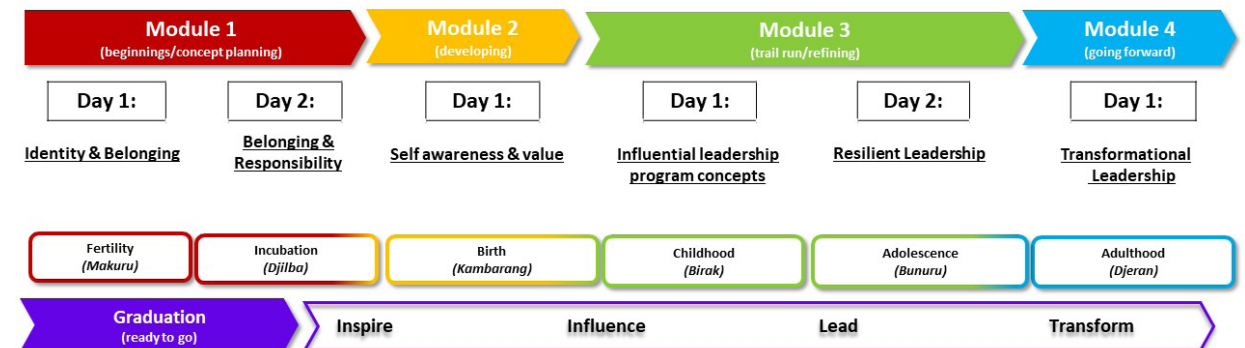 Module 1
(beginnings/concept planning)
Module 2
(developing)
Module 3
(trail run/refining)
Module 4
(going forward)
Day 1:
Day 2:
Day 1:
Day 1:
Day 2:
Day 1:
Identity & Belonging
Belonging &
Responsibility
Self awareness & value
Influential leadership
program concepts
Resilient Leadership
Transformational
Leadership
Fertility
(Makuru)
Incubation
(Djilba)
Birth
(Kambarang)
Childhood
(Birak)
Adolescence
(Bunuru)
Adulthood
(Djeran)
Graduation
(ready to go)
Inspire
Influence
Lead
Transform